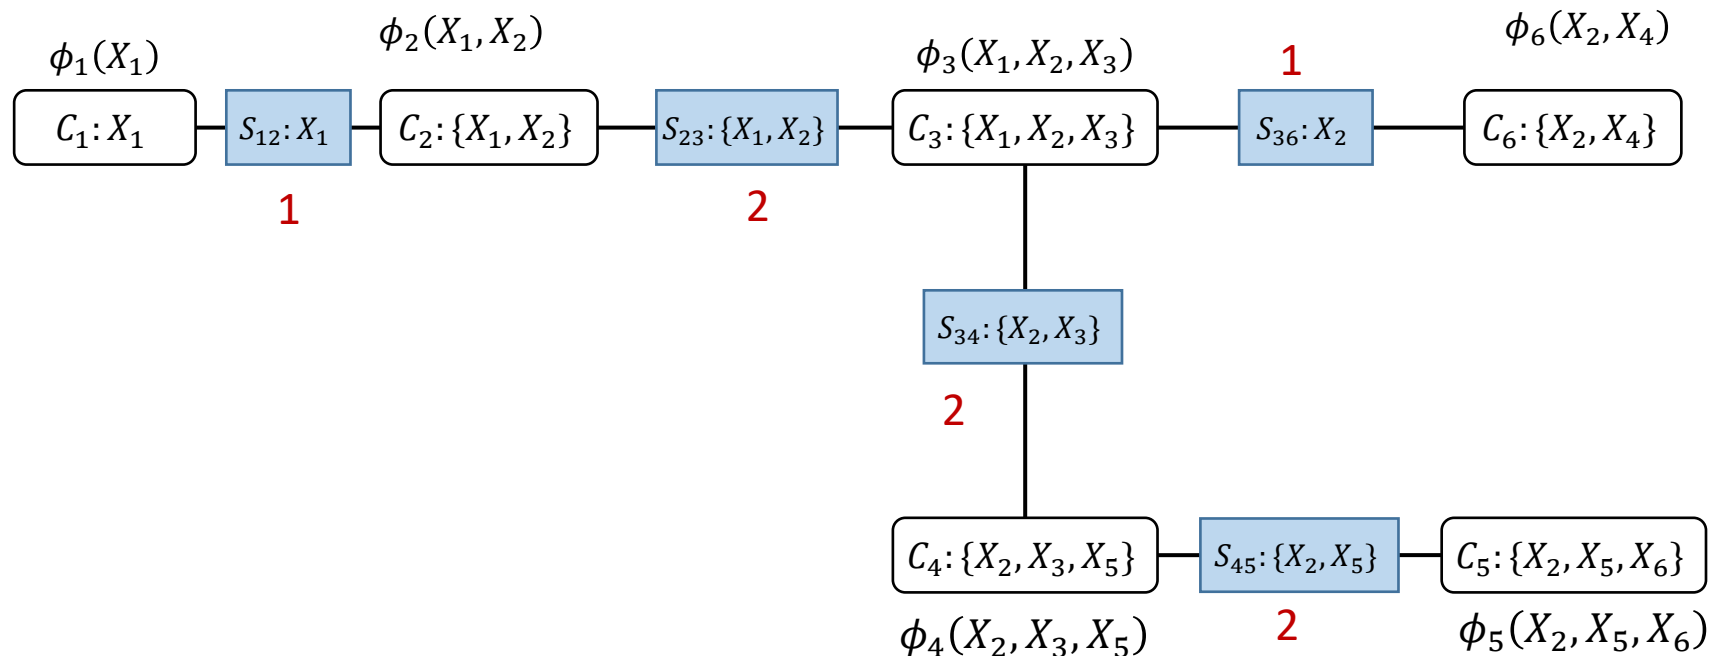 ϕ₁(X₁)
ϕ₂(X₁, X₂)
ϕ₃(X₁, X₂, X₃)
1
ϕ₆(X₂, X₄)
C₁: X₁
S₁₂: X₁
C₂: {X₁, X₂}
S₂₃: {X₁, X₂}
C₃: {X₁, X₂, X₃}
S₃₆: X₂
C₆: {X₂, X₄}
1
2
S₃₄: {X₂, X₃}
2
C₄: {X₂, X₃, X₅}
S₄₅: {X₂, X₅}
C₅: {X₂, X₅, X₆}
ϕ₄(X₂, X₃, X₅)
2
ϕ₅(X₂, X₅, X₆)